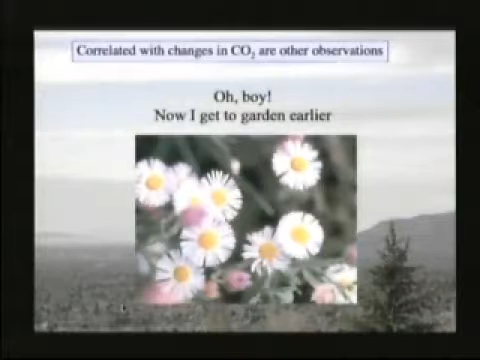 Correlated with changes in CO₂ are other observations
Oh, boy!
Now I get to garden earlier